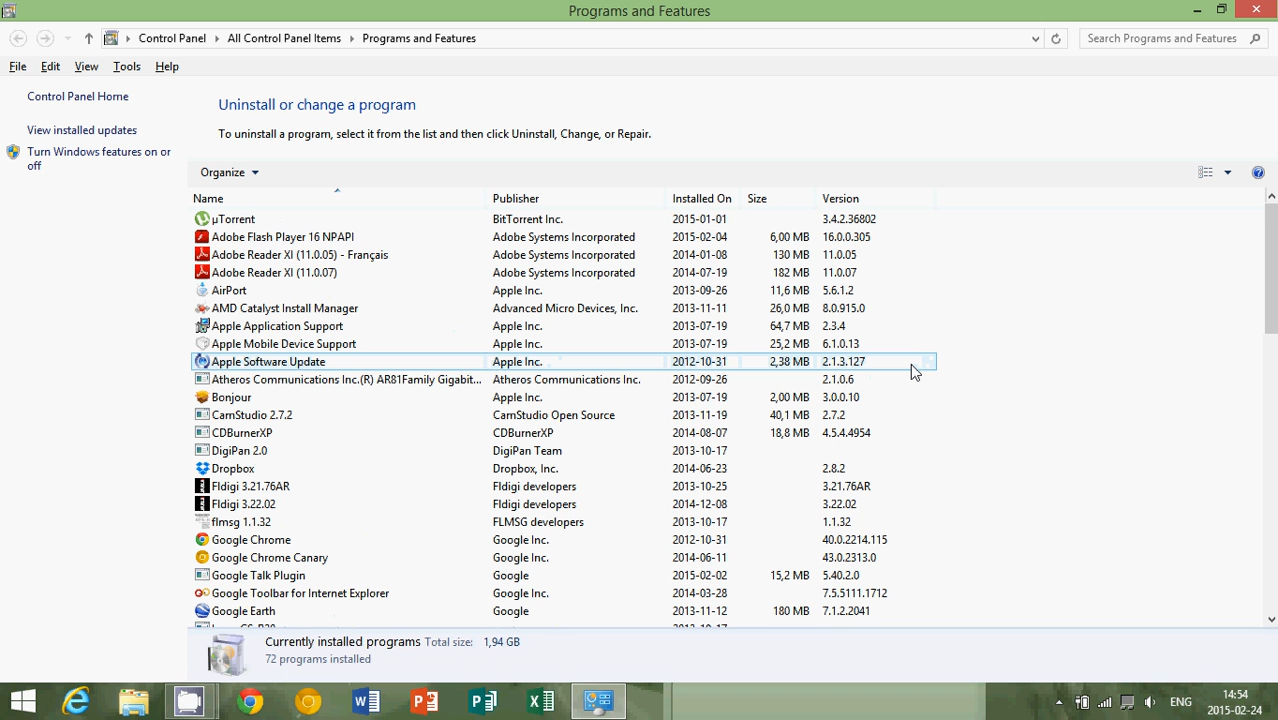 Programs and Features
Control Panel All Control Panel Items Programs and Features Search Programs and Features
File Edit View Tools Help
Control Panel Home
View installed updates
Turn Windows features on or
off
Uninstall or change a program
To uninstall a program, select it from the list and then click Uninstall, Change, or Repair.
Organize
Name Publisher Installed On Size Version
µTorrent BitTorrent Inc. 2015-01-01 3.4.2.36802
Adobe Flash Player 16 NPAPI Adobe Systems Incorporated 2015-02-04 6,00 MB 16.0.0.305
Adobe Reader XI (11.0.05) - Français Adobe Systems Incorporated 2014-01-08 130 MB 11.0.05
Adobe Reader XI (11.0.07) Adobe Systems Incorporated 2014-07-19 182 MB 11.0.07
AirPort Apple Inc. 2013-09-26 11,6 MB 5.6.1.2
AMD Catalyst Install Manager Advanced Micro Devices, Inc. 2013-11-11 26,0 MB 8.0.915.0
Apple Application Support Apple Inc. 2013-07-19 64,7 MB 2.3.4
Apple Mobile Device Support Apple Inc. 2013-07-19 25,2 MB 6.1.0.13
Apple Software Update Apple Inc. 2012-10-31 2,38 MB 2.1.3.127
Atheros Communications Inc.(R) AR81Family Gigabit... Atheros Communications Inc. 2012-09-26 2.1.0.6
Bonjour Apple Inc. 2013-07-19 2,00 MB 3.0.0.10
CamStudio 2.7.2 CamStudio Open Source 2013-11-19 40,1 MB 2.7.2
CDBurnerXP CDBurnerXP 2014-08-07 18,8 MB 4.5.4.4954
DigiPan 2.0 DigiPan Team 2013-10-17
Dropbox Dropbox, Inc. 2014-06-23 2.8.2
Fldigi 3.21.76AR Fldigi developers 2013-10-25 3.21.76AR
Fldigi 3.22.02 Fldigi developers 2014-12-08 3.22.02
flmsg 1.1.32 FLMSG developers 2013-10-17 1.1.32
Google Chrome Google Inc. 2012-10-31 40.0.2214.115
Google Chrome Canary Google Inc. 2014-06-11 43.0.2313.0
Google Talk Plugin Google 2015-02-02 15,2 MB 5.40.2.0
Google Toolbar for Internet Explorer Google Inc. 2014-03-28 7.5.5111.1712
Google Earth Google 2013-11-12 180 MB 7.1.2.2041
Currently installed programs Total size: 1,94 GB
72 programs installed
ENG
14:54
2015-02-24